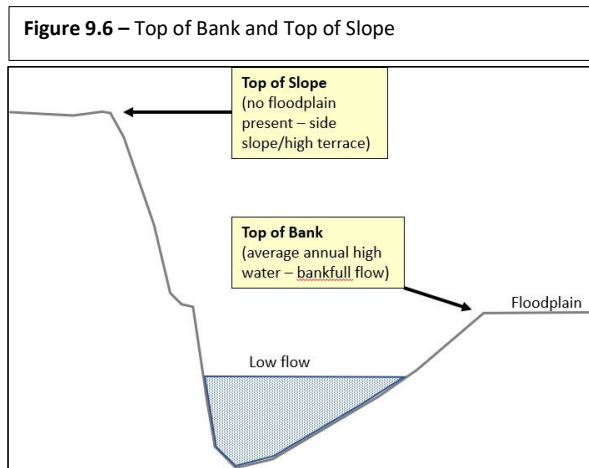 Figure 9.6 – Top of Bank and Top of Slope
Top of Slope
(no floodplain
present – side
slope/high terrace)
Top of Bank
(average annual high
water – bankfull flow)
Floodplain
Low flow